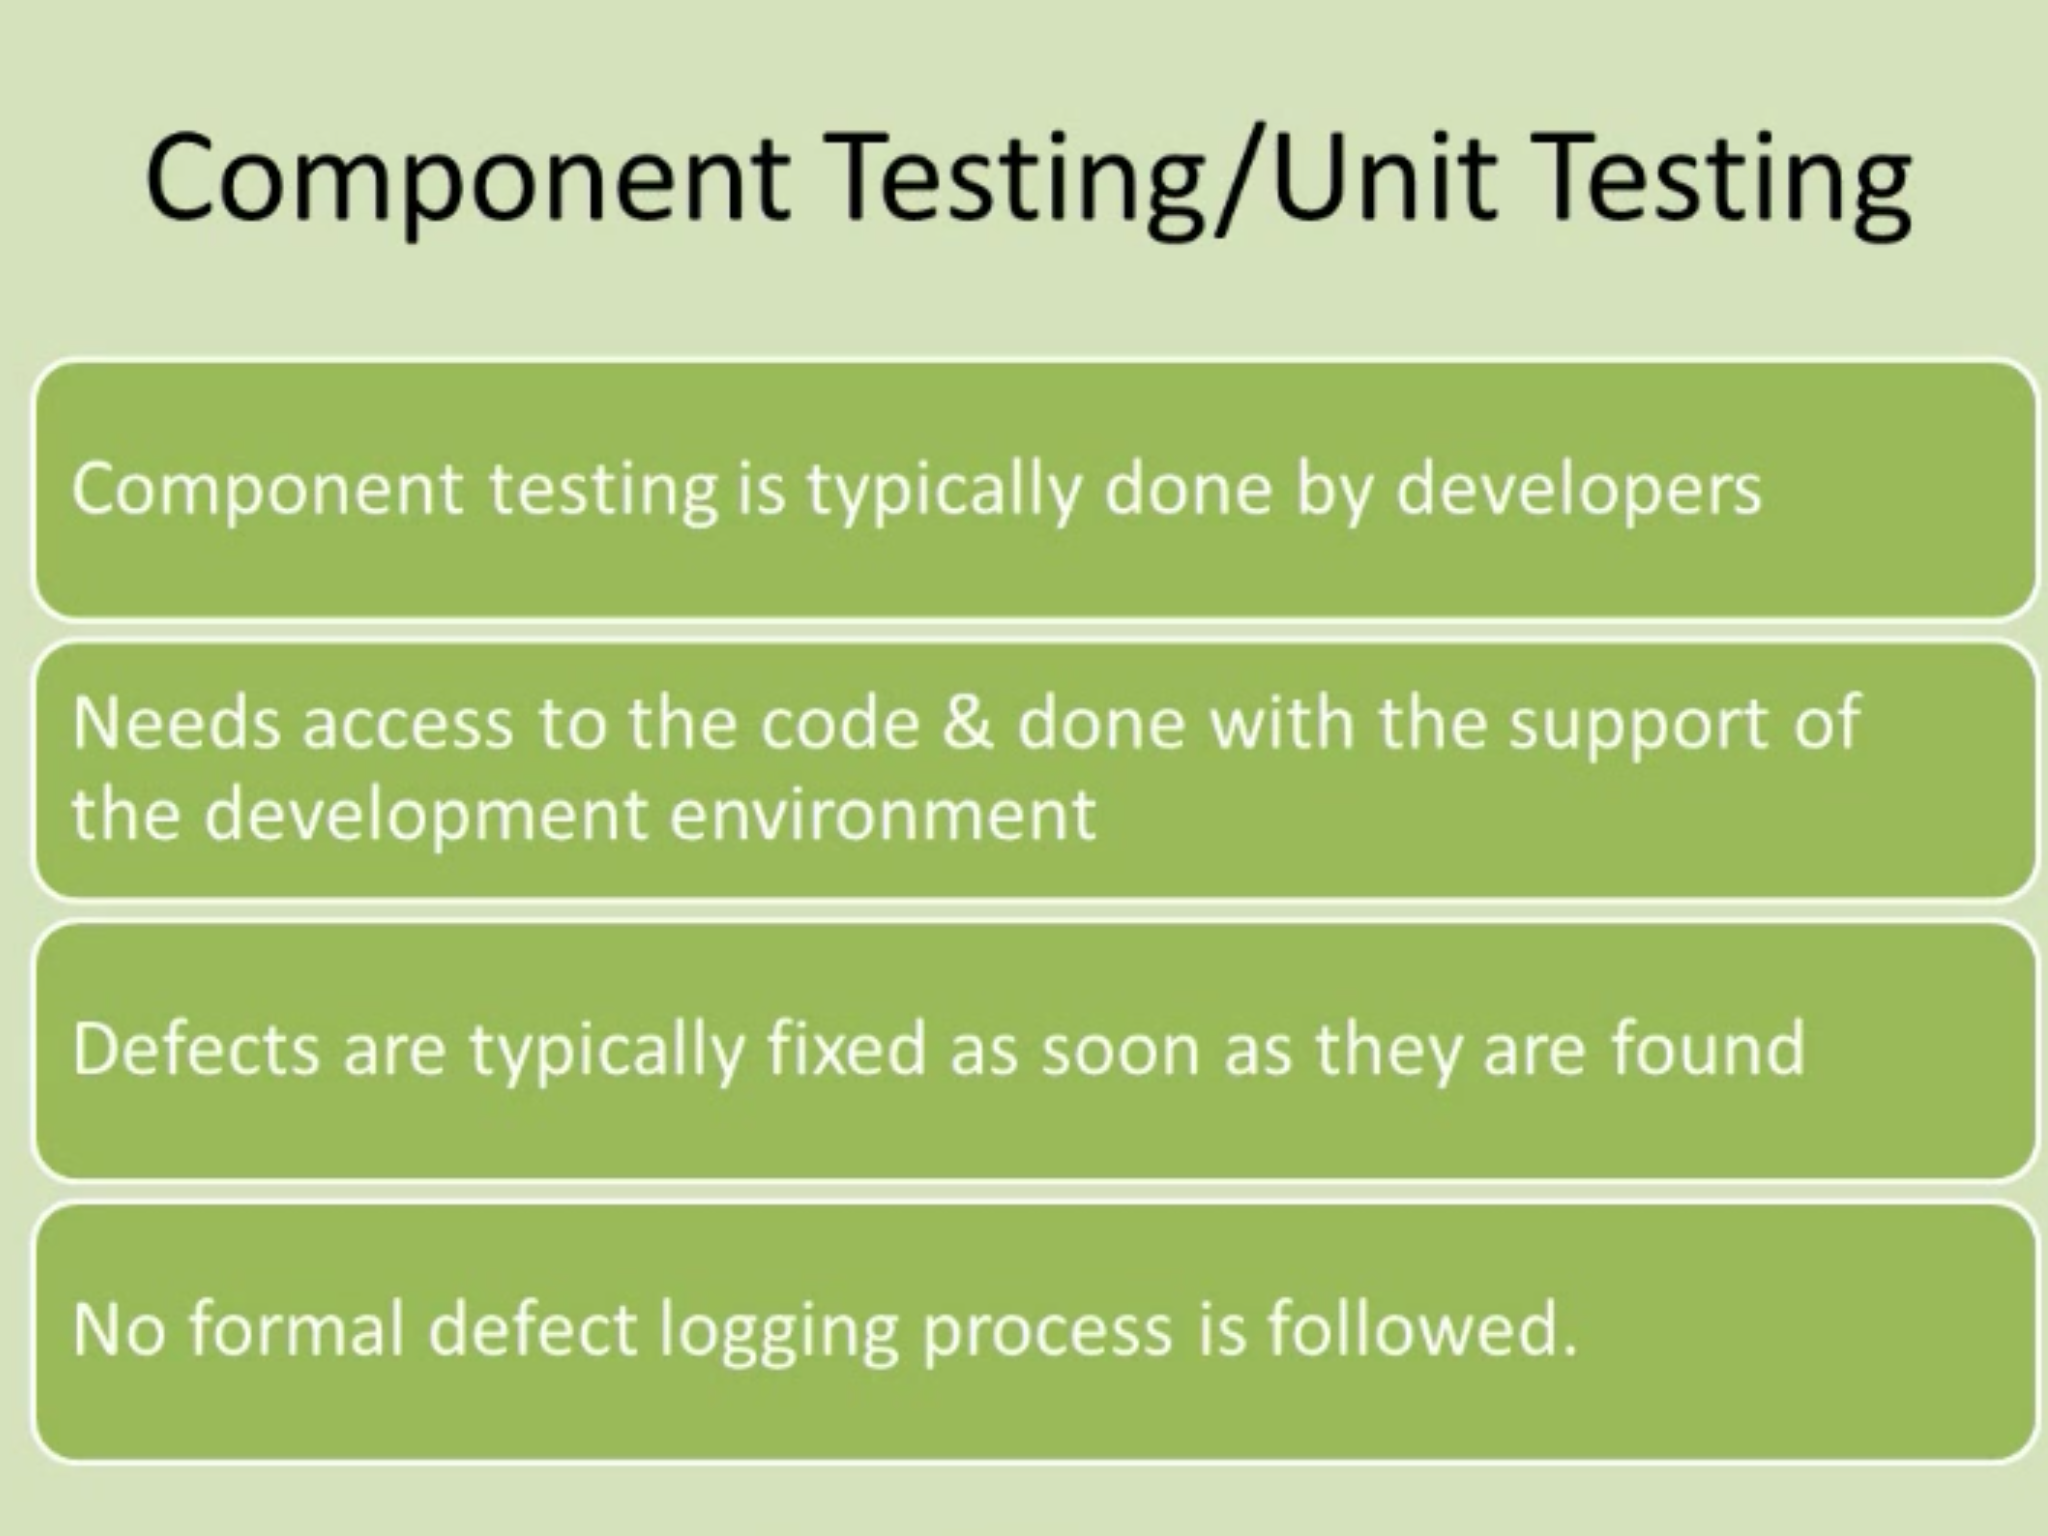 Component Testing/Unit Testing
Component testing is typically done by developers
Needs access to the code & done with the support of
the development environment
Defects are typically fixed as soon as they are found
No formal defect logging process is followed.